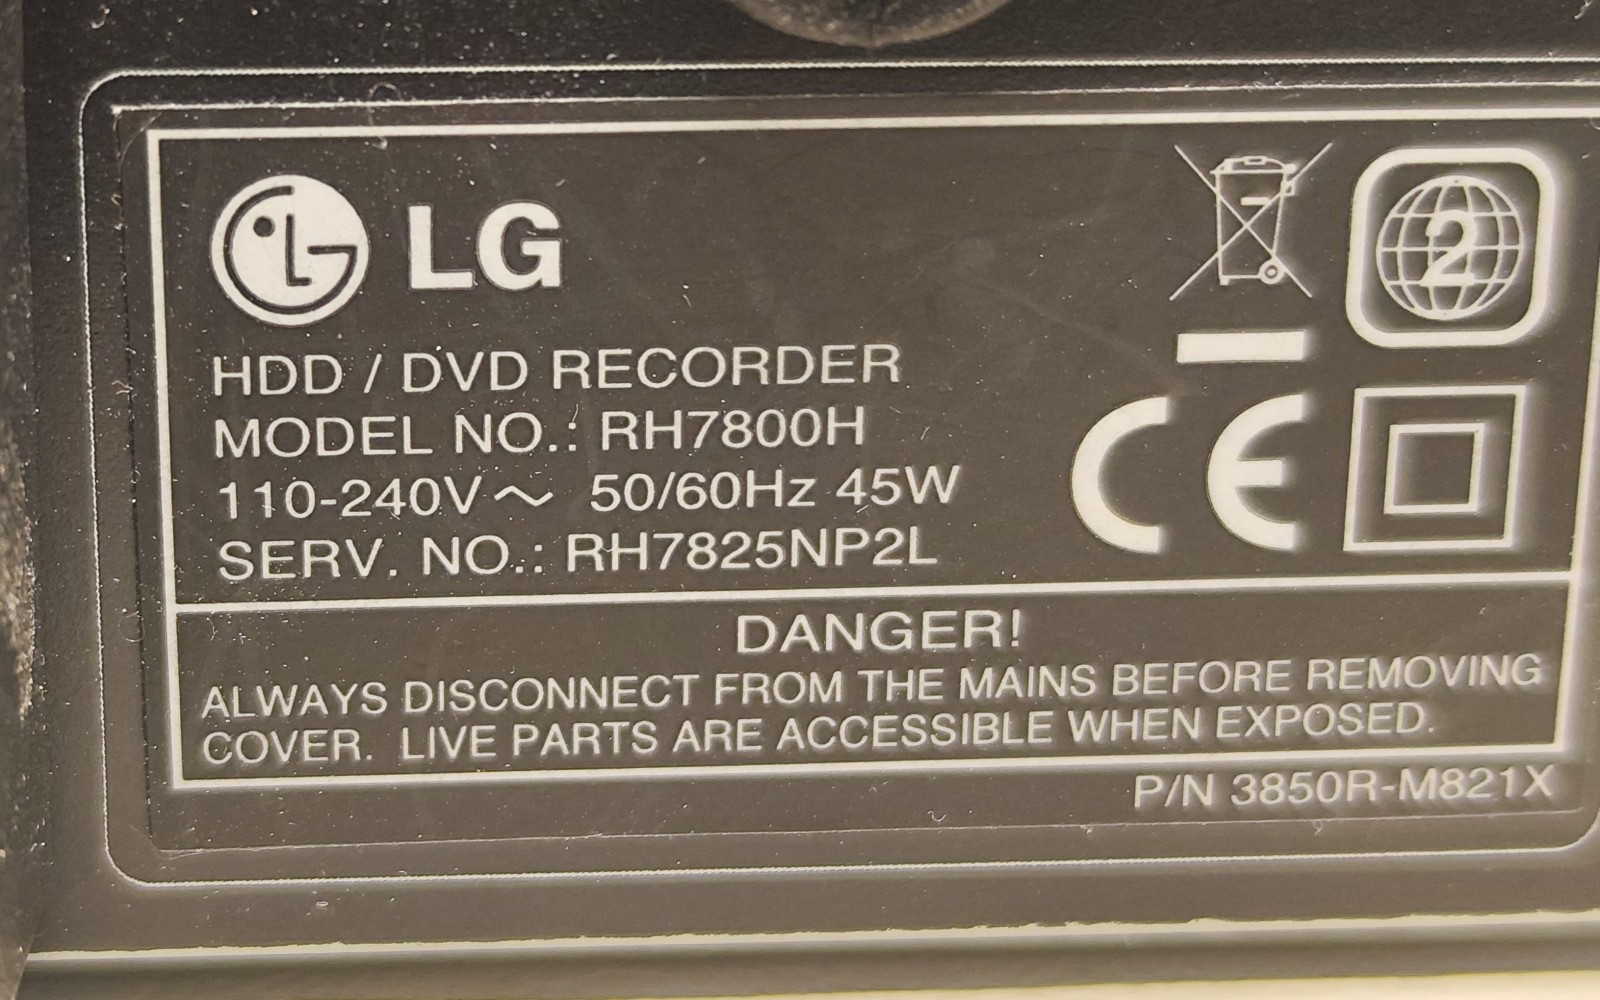 LG
2
HDD / DVD RECORDER
MODEL NO.: RH7800H
110-240V～ 50/60Hz 45W
SERV. NO.: RH7825NP2L
CE
DANGER!
ALWAYS DISCONNECT FROM THE MAINS BEFORE REMOVING
COVER. LIVE PARTS ARE ACCESSIBLE WHEN EXPOSED.
P/N 3850R-M821X